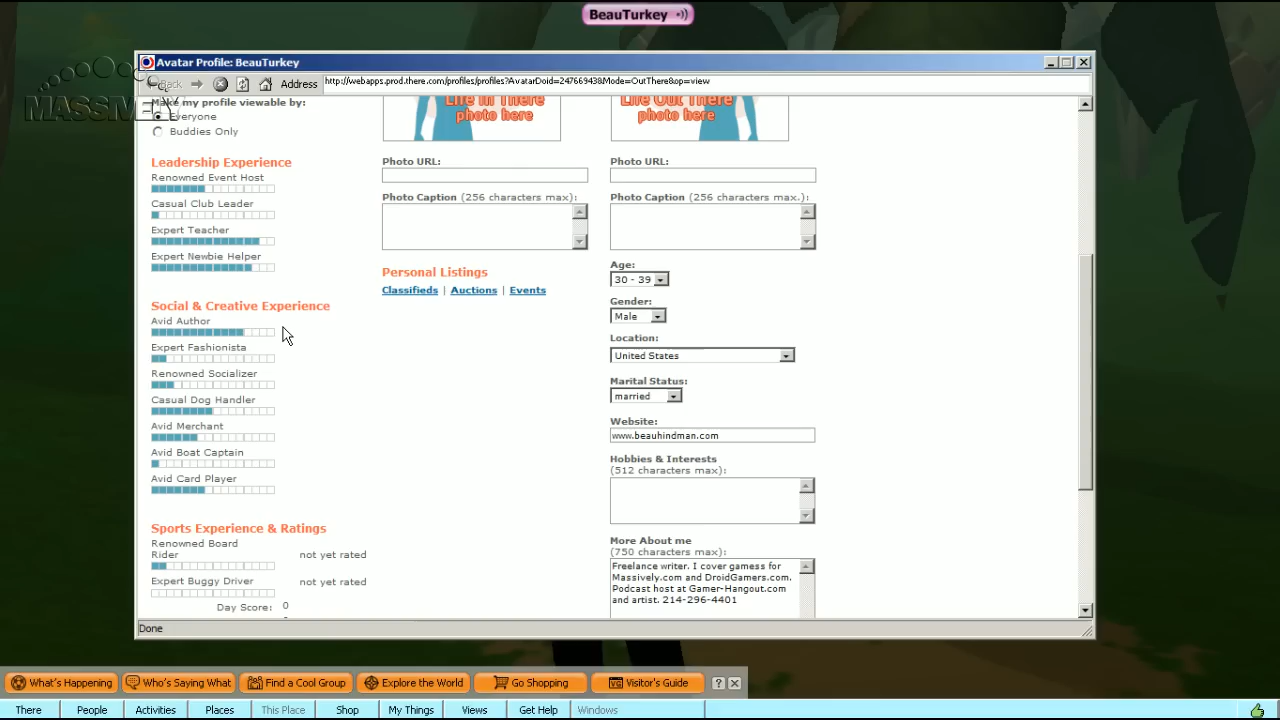 BeauTurkey
Avatar Profile: BeauTurkey
Back
Address
http://webapps.prod.there.com/profiles/profiles?AvatarDoid=24766943&Mode=OutThere&op=view
MASSIVELY
Make my profile viewable by:
Everyone
Buddies Only
Leadership Experience
Renowned Event Host
Casual Club Leader
Expert Teacher
Expert Newbie Helper
Social & Creative Experience
Avid Author
Expert Fashionista
Renowned Socializer
Casual Dog Handler
Avid Merchant
Avid Boat Captain
Avid Card Player
Sports Experience & Ratings
Renowned Board
Rider
not yet rated
Expert Buggy Driver
not yet rated
Day Score: 0
Life In There
photo here
Photo URL:
Photo Caption (256 characters max):
Personal Listings
Classifieds | Auctions | Events
Life Out There
photo here
Photo URL:
Photo Caption (256 characters max.):
Age:
30 - 39
Gender:
Male
Location:
United States
Marital Status:
married
Website:
www.beauhindman.com
Hobbies & Interests
(512 characters max):
More About me
(750 characters max):
Freelance writer. I cover gamess for
Massively.com and DroidGamers.com.
Podcast host at Gamer-Hangout.com
and artist. 214-296-4401
Done
What's Happening
Who's Saying What
Find a Cool Group
Explore the World
Go Shopping
VG Visitor's Guide
?
There
People
Activities
Places
This Place
Shop
My Things
Views
Get Help
Windows